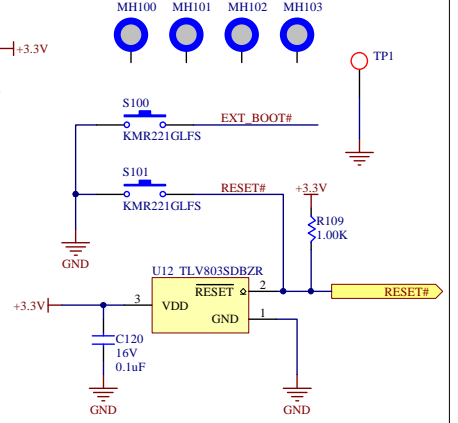 MH100 MH101 MH102 MH103
+3.3V
TP1
S100
EXT_BOOT#
KMR221GLFS
S101
RESET#
+3.3V
KMR221GLFS
R109
1.00K
GND
U12 TLV803SDBZR
RESET 2
RESET#
+3.3V
3
VDD
GND 1
C120
16V
0.1uF
GND
GND